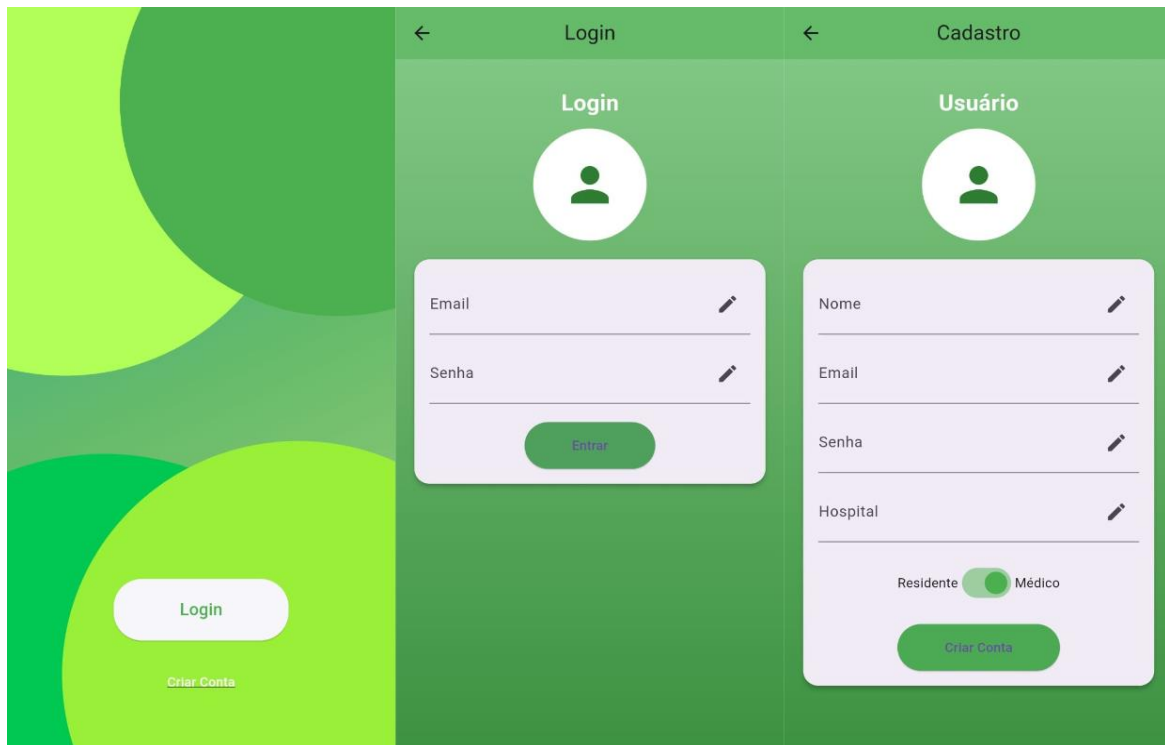 Login
Criar Conta
Login
Login
Email
Senha
Entrar
Cadastro
Usuário
Nome
Email
Senha
Hospital
Residente Médico
Criar Conta